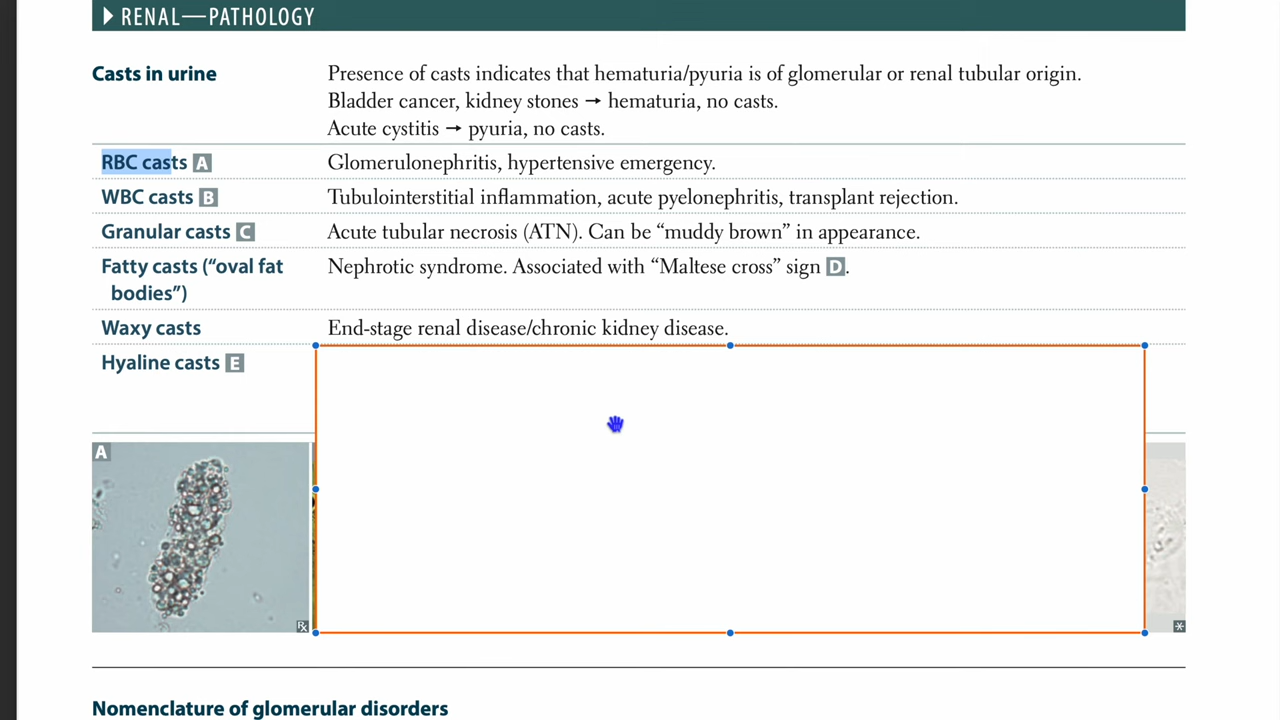 RENAL—PATHOLOGY
Casts in urine
Presence of casts indicates that hematuria/pyuria is of glomerular or renal tubular origin.
Bladder cancer, kidney stones → hematuria, no casts.
Acute cystitis → pyuria, no casts.
RBC casts A
Glomerulonephritis, hypertensive emergency.
WBC casts B
Tubulointerstitial inflammation, acute pyelonephritis, transplant rejection.
Granular casts C
Acute tubular necrosis (ATN). Can be “muddy brown” in appearance.
Fatty casts (“oval fat
bodies”)
Nephrotic syndrome. Associated with “Maltese cross” sign D.
Waxy casts
End-stage renal disease/chronic kidney disease.
Hyaline casts E
A
Rx
*
Nomenclature of glomerular disorders